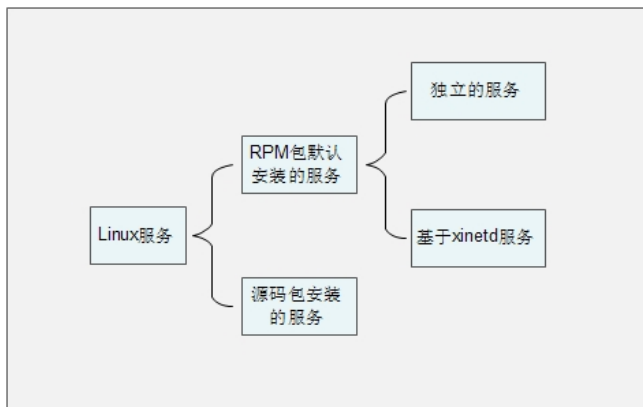 独立的服务
RPM包默认
安装的服务
Linux服务
基于xinetd服务
源码包安装
的服务